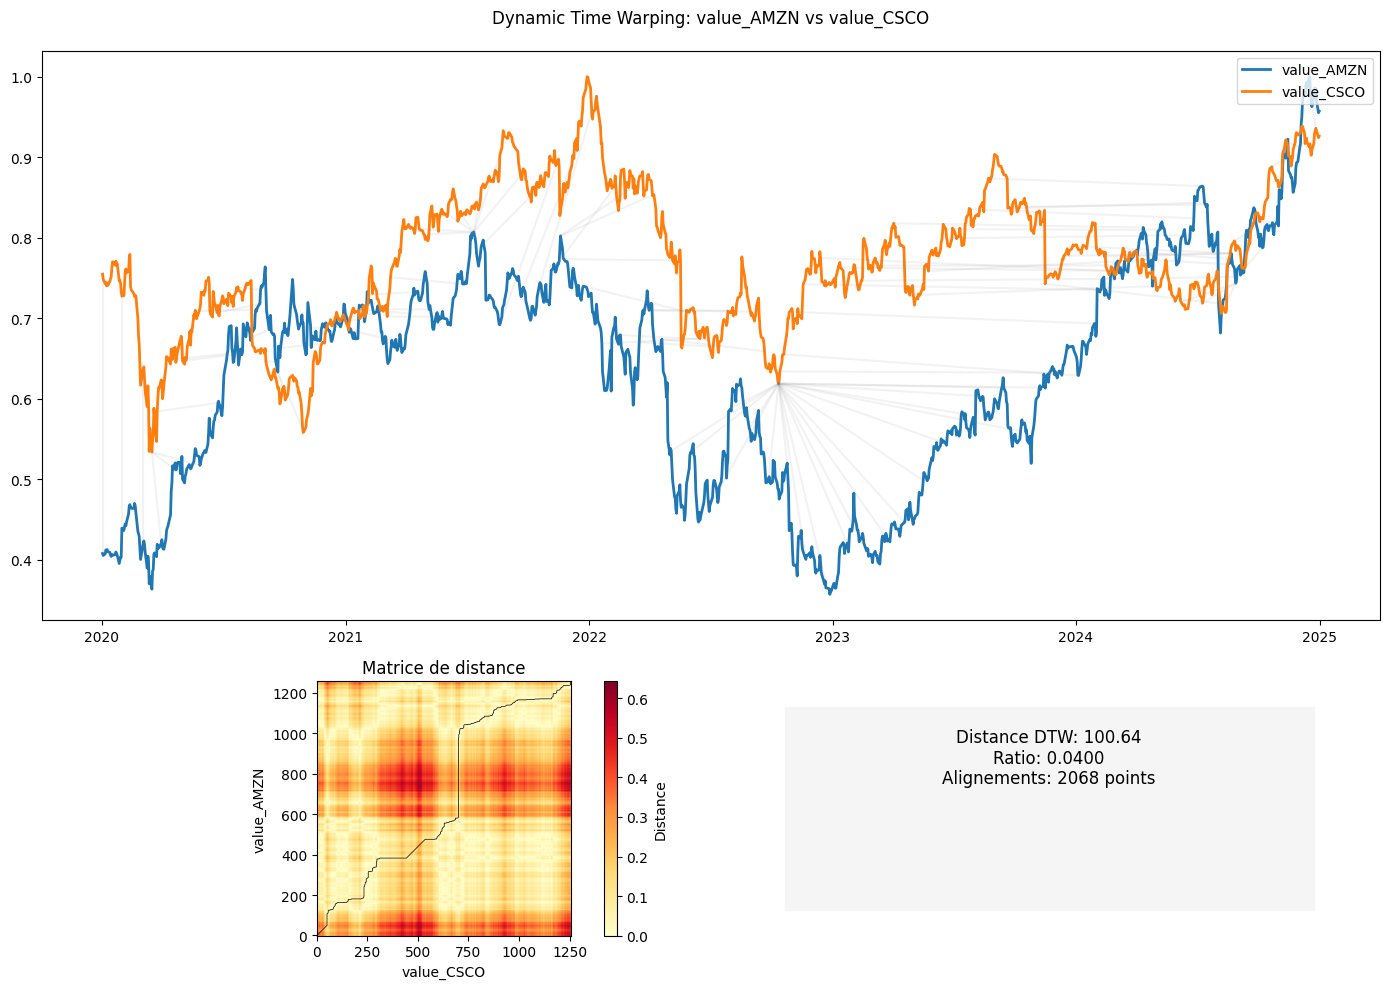 Dynamic Time Warping: value_AMZN vs value_CSCO
value_AMZN
value_CSCO
1.0
0.9
0.8
0.7
0.6
0.5
0.4
2020 2021 2022 2023 2024 2025
Matrice de distance
value_AMZN
1200
1000
800
600
400
200
0
0 250 500 750 1000 1250
value_CSCO
0.6
0.5
0.4
0.3
0.2
0.1
0.0
Distance
Distance DTW: 100.64
Ratio: 0.0400
Alignements: 2068 points